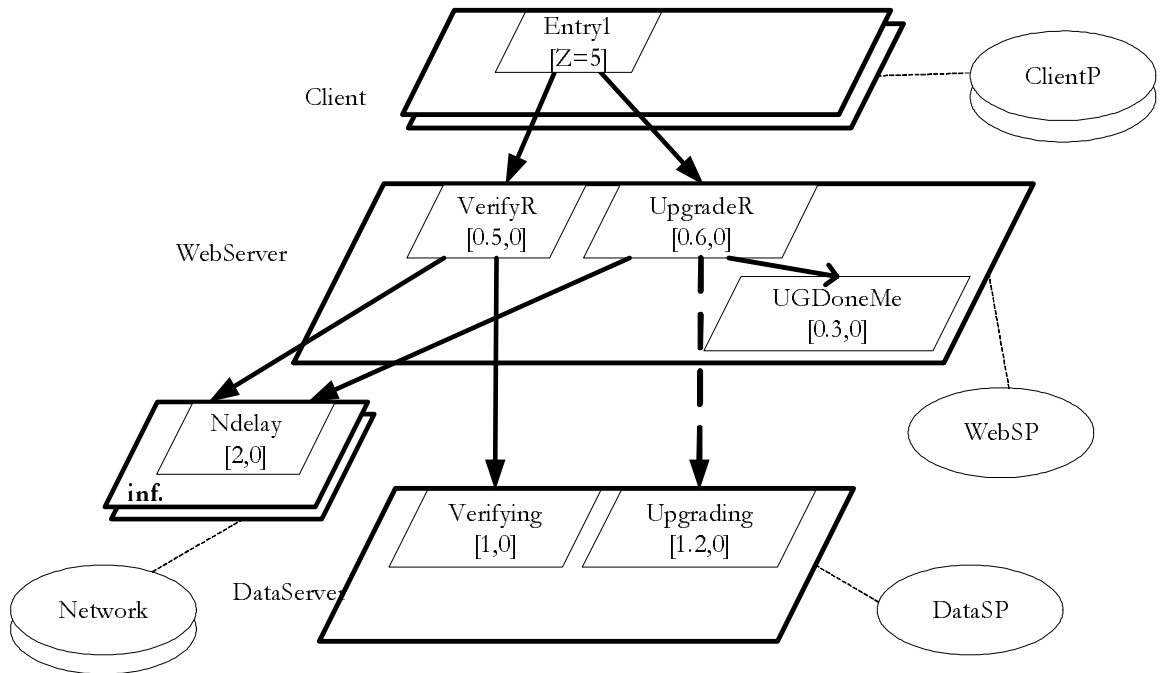 Entry1
[Z=5]
ClientP
Client
VerifyR
[0.5,0]
UpgradeR
[0.6,0]
WebServer
UGDoneMe
[0.3,0]
Ndelay
[2,0]
WebSP
inf.
Verifying
[1,0]
Upgrading
[1.2,0]
Network
DataServer
DataSP